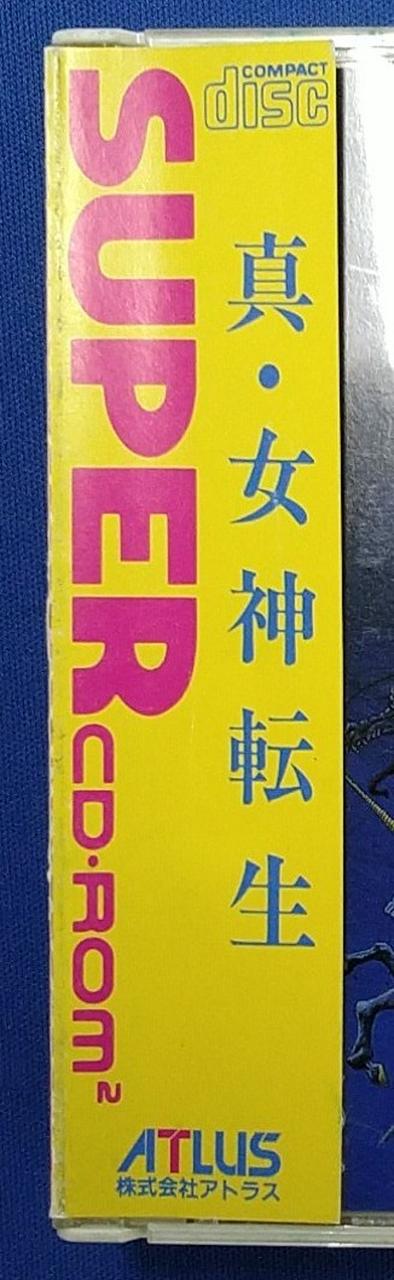 COMPACT
disc
SUPER CD·ROM²
真・女神転生
ATLUS
株式会社アトラス